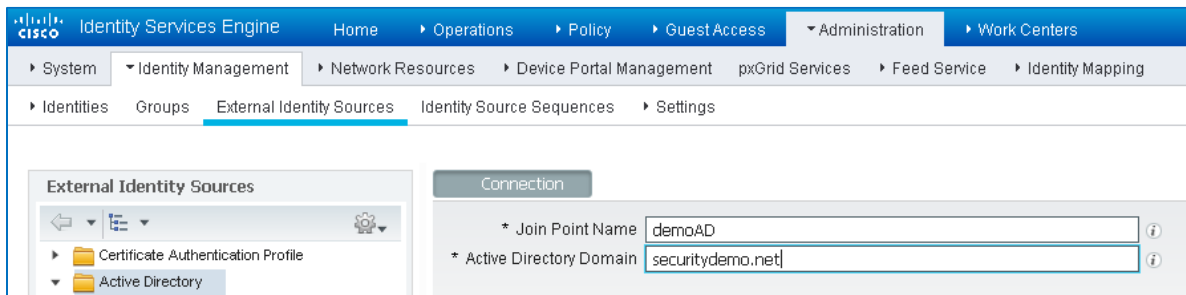 cisco Identity Services Engine Home Operations Policy Guest Access Administration Work Centers
System Identity Management Network Resources Device Portal Management pxGrid Services Feed Service Identity Mapping
Identities Groups External Identity Sources Identity Source Sequences Settings
External Identity Sources
Certificate Authentication Profile
Active Directory
Connection
* Join Point Name demoAD
* Active Directory Domain securitydemo.net